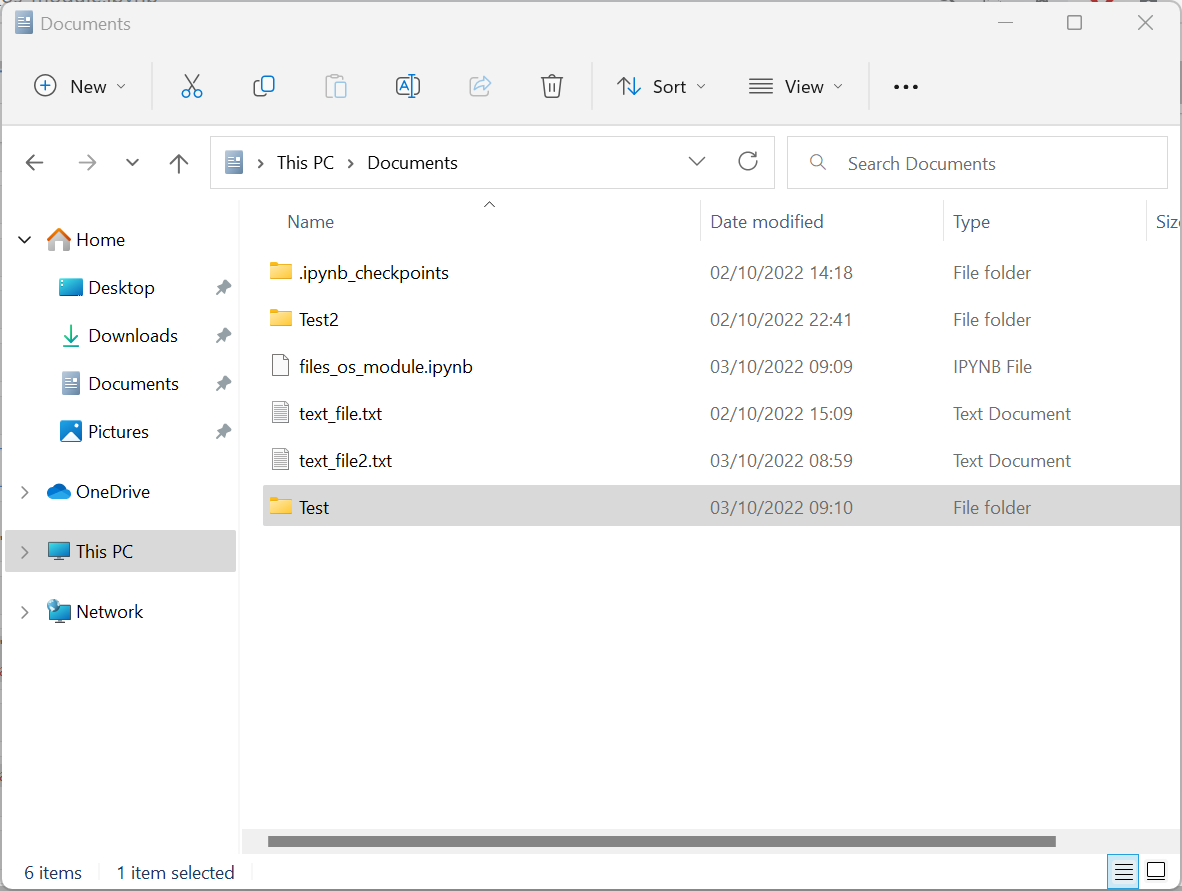 Documents
New Sort View
This PC Documents Search Documents
Name Date modified Type Siz
Home
Desktop
Downloads
Documents
Pictures
OneDrive
This PC
Network
.ipynb_checkpoints 02/10/2022 14:18 File folder
Test2 02/10/2022 22:41 File folder
files_os_module.ipynb 03/10/2022 09:09 IPYNB File
text_file.txt 02/10/2022 15:09 Text Document
text_file2.txt 03/10/2022 08:59 Text Document
Test 03/10/2022 09:10 File folder
6 items 1 item selected